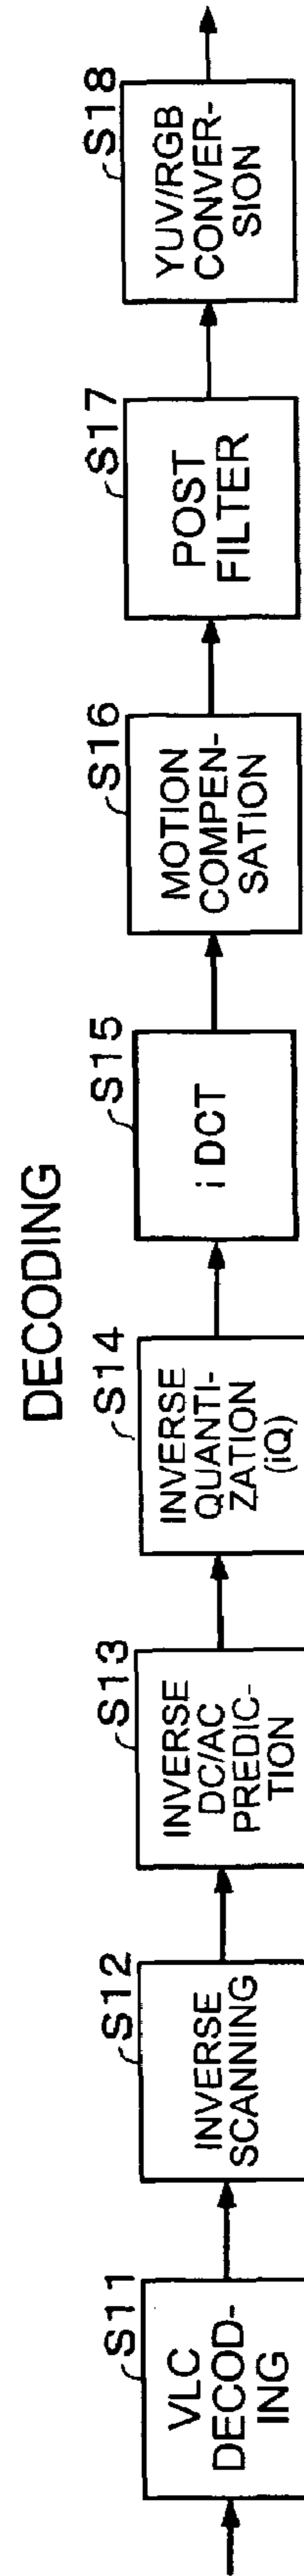 DECODING
S11
VLC
DECOD-
ING
S12
INVERSE
SCANNING
S13
INVERSE
DC/AC
PREDIC-
TION
S14
INVERSE
QUANTI-
ZATION
(iQ)
S15
i DCT
S16
MOTION
COMPEN-
SATION
S17
POST
FILTER
S18
YUV/RGB
CONVER-
SION